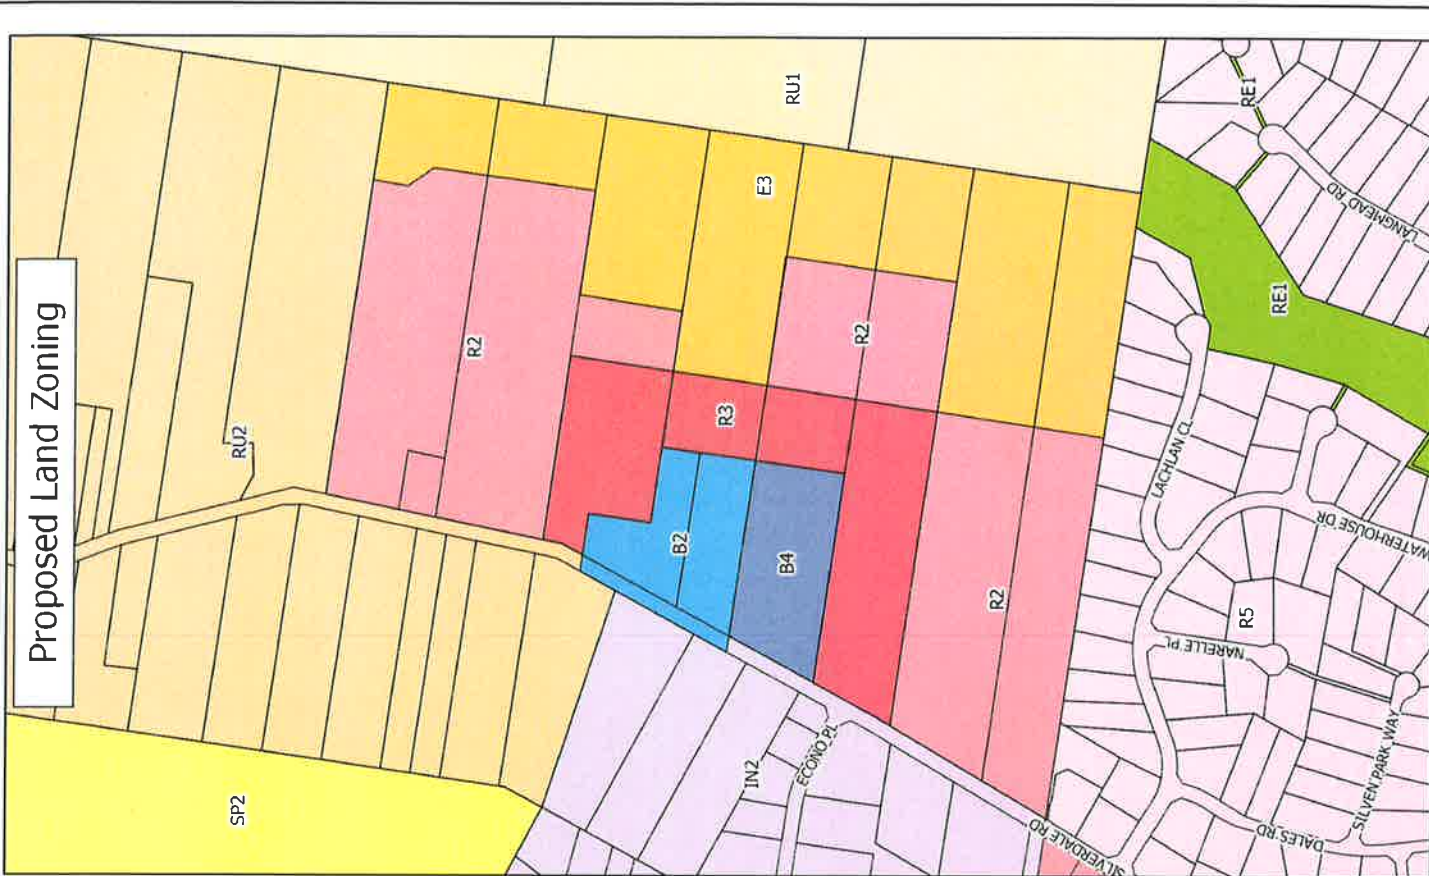 Proposed Land Zoning
RU1
RE1
LANGMEAD RD
E3
RE1
R2
R2
RU2
R3
LACHLAN CL
WATERHOUSE DR
B2
B4
R2
R5
NARELLE PL
IN2
ECONO PL
SP2
SILVEN PARK WAY
SILVERDALE RD
DALES RD